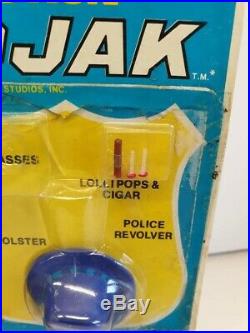 JAK
T.M.*
STUDIOS, INC.
ASSES
LOLLIPOPS &
CIGAR
POLICE
REVOLVER
OLSTER